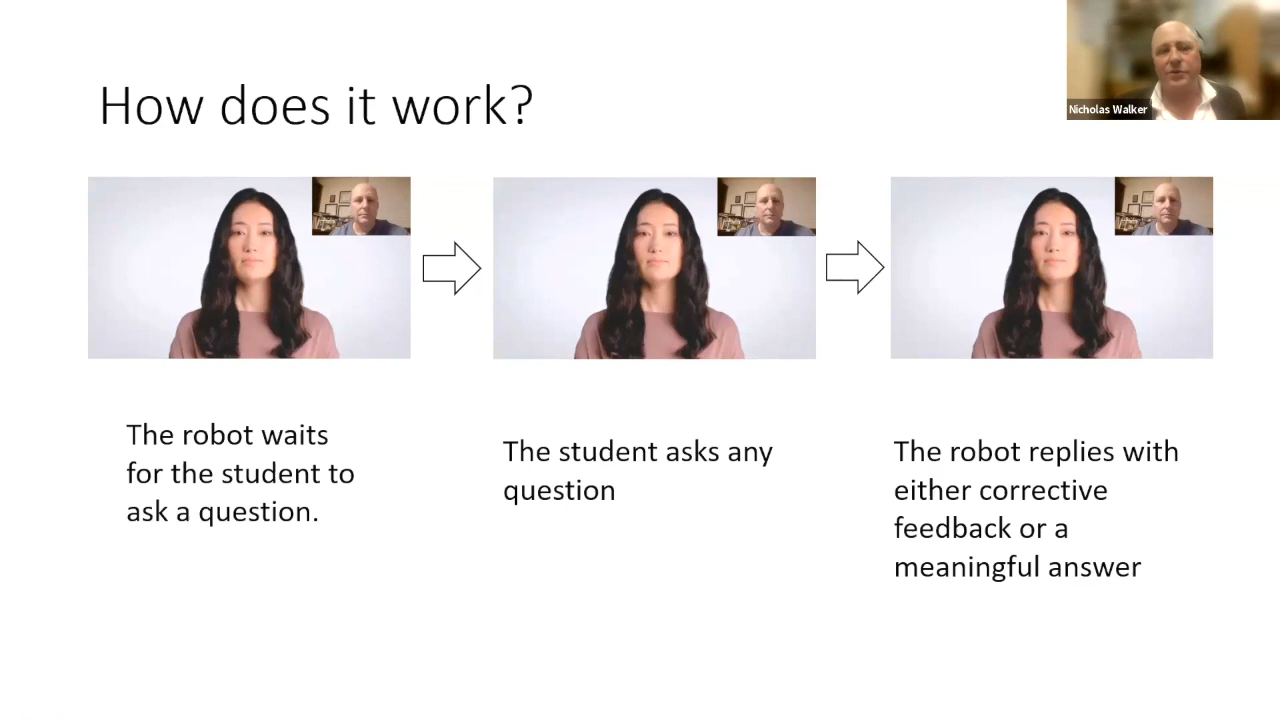 How does it work?
Nicholas Walker
The robot waits
for the student to
ask a question.
The student asks any
question
The robot replies with
either corrective
feedback or a
meaningful answer